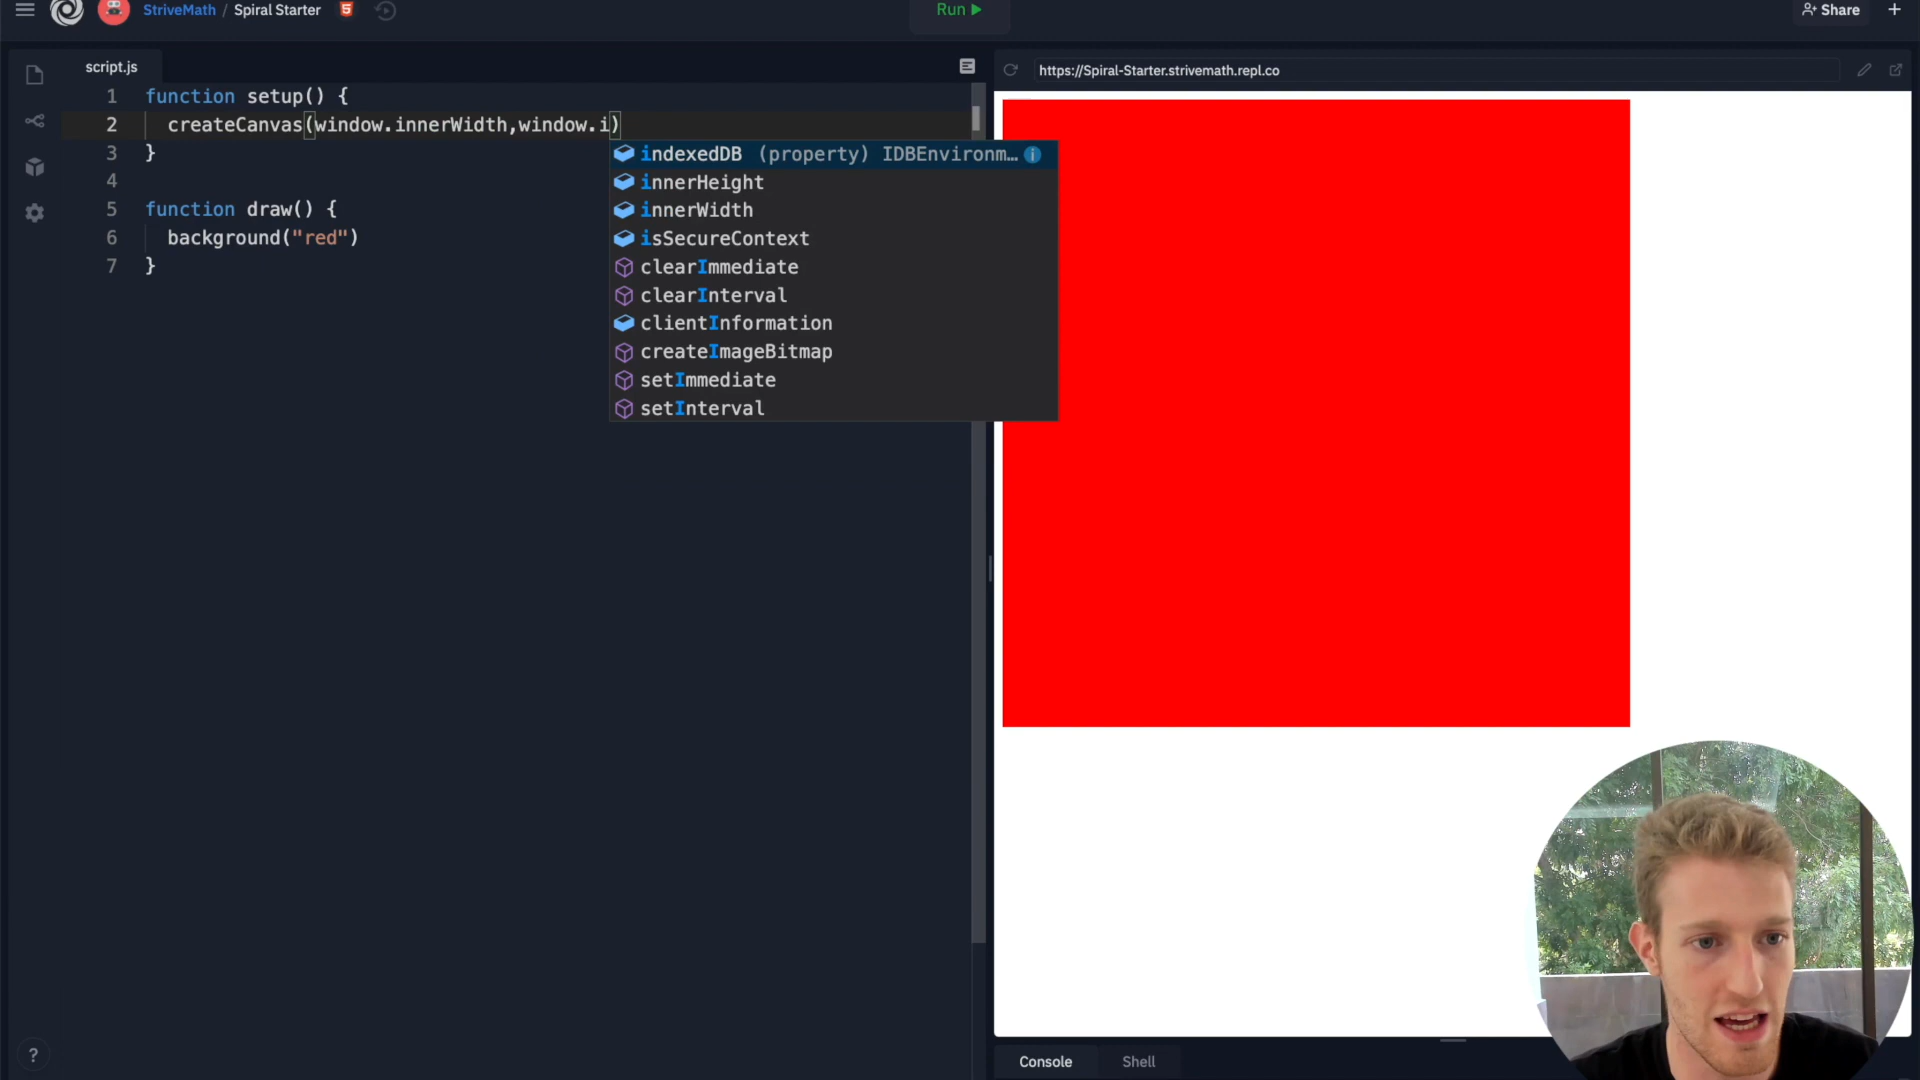 StriveMath / Spiral Starter 5
Run
Share +
script.js
https://Spiral-Starter.strivemath.repl.co
1 function setup() {
2 createCanvas(window.innerWidth,window.i)
3 }
4
5 function draw() {
6 background("red")
7 }
indexedDB (property) IDBEnvironm… i
innerHeight
innerWidth
isSecureContext
clearImmediate
clearInterval
clientInformation
createImageBitmap
setImmediate
setInterval
?
Console Shell